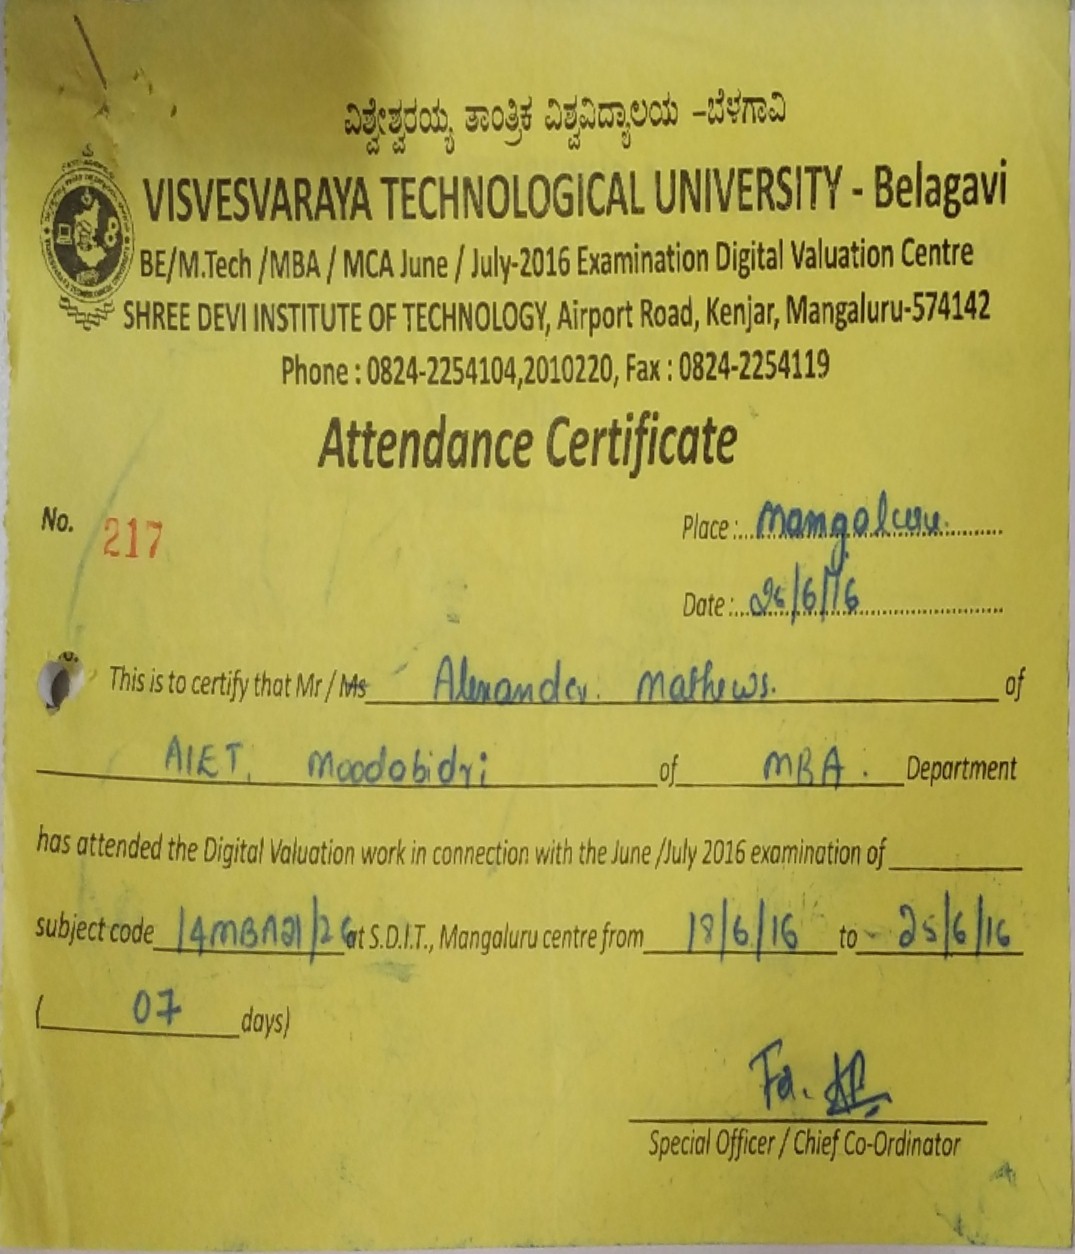 ವಿಶ್ವೇಶ್ವರಯ್ಯ ತಾಂತ್ರಿಕ ವಿಶ್ವವಿದ್ಯಾಲಯ -ಬೆಳಗಾವಿ
VISVESVARAYA TECHNOLOGICAL UNIVERSITY - Belagavi
BE/M.Tech /MBA / MCA June / July-2016 Examination Digital Valuation Centre
SHREE DEVI INSTITUTE OF TECHNOLOGY, Airport Road, Kenjar, Mangaluru-574142
Phone : 0824-2254104,2010220, Fax : 0824-2254119
Attendance Certificate
No. 217
Place : Mangaluru.
Date : 25/6/16
This is to certify that Mr / Ms Alexander. Mathews. of
AIET, Moodabidri of MBA. Department
has attended the Digital Valuation work in connection with the June /July 2016 examination of
subject code 14MBA21/26 at S.D.I.T., Mangaluru centre from 18/6/16 to 25/6/16
( 07 days)
Special Officer / Chief Co-Ordinator